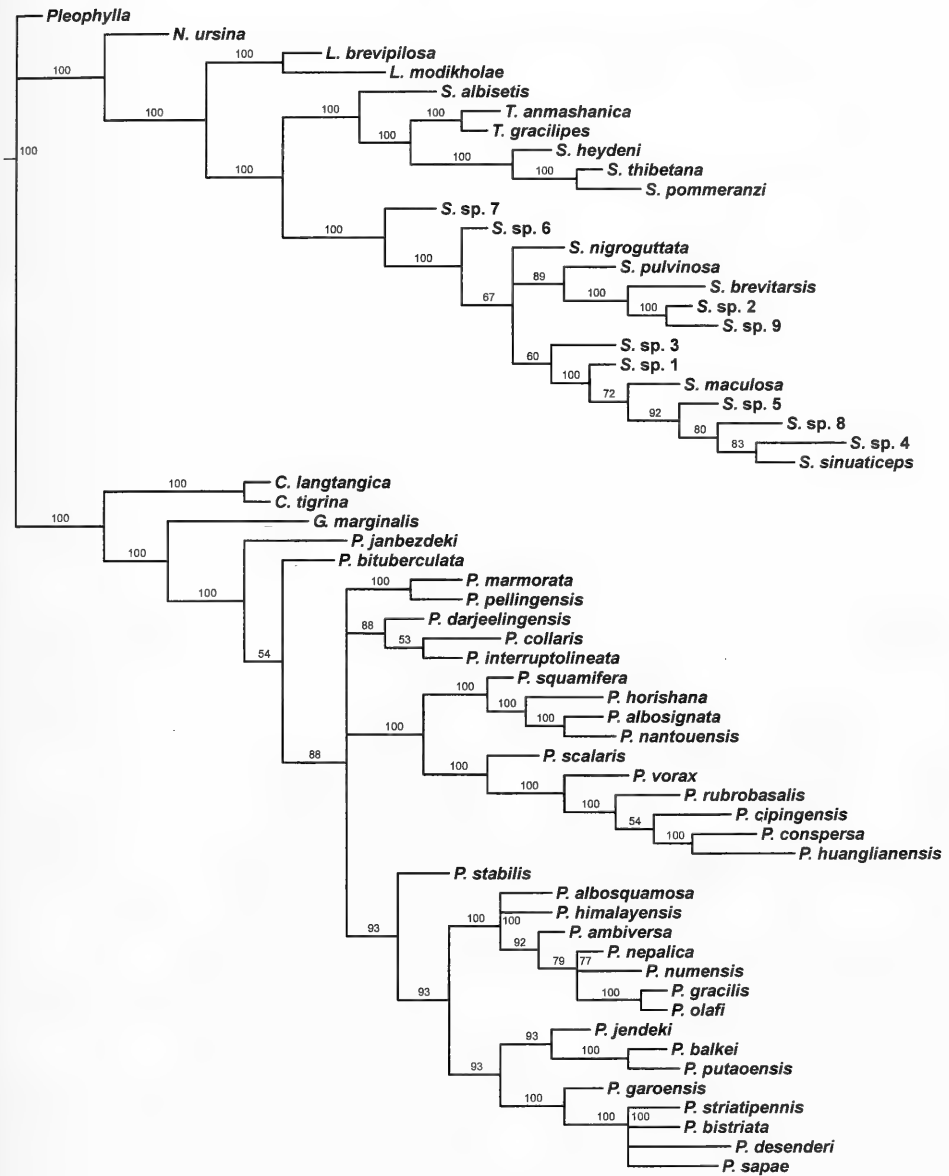 Pleophylla
N. ursina
100
L. brevipilosa
100
L. modikholae
S. albisetis
100
100
T. anmashanica
100
T. gracilipes
100
S. heydeni
100
100
S. thibetana
100
100
S. pommeranzi
100
S. sp. 7
100
S. sp. 6
100
S. nigroguttata
S. pulvinosa
89
S. brevitarsis
67
100
100
S. sp. 2
S. sp. 9
S. sp. 3
60
S. sp. 1
100
S. maculosa
72
S. sp. 5
92
S. sp. 8
80
83
S. sp. 4
S. sinuaticeps
C. langtangica
100
C. tigrina
100
G. marginalis
100
P. janbezdeki
P. bituberculata
100
P. marmorata
100
P. pellingensis
P. darjeelingensis
88
P. collaris
53
54
P. interruptolineata
P. squamifera
100
P. horishana
100
P. albosignata
100
100
P. nantouensis
88
P. scalaris
100
P. vorax
100
P. rubrobasalis
100
P. cipingensis
54
P. conspersa
100
P. huanglianensis
P. stabilis
P. albosquamosa
P. himalayensis
100
100
93
P. ambiversa
92
P. nepalica
79
77
P. numensis
P. gracilis
93
100
P. olafi
P. jendeki
93
P. balkei
100
93
P. putaoensis
P. garoensis
100
P. striatipennis
100
100
P. bistriata
P. desenderi
P. sapae